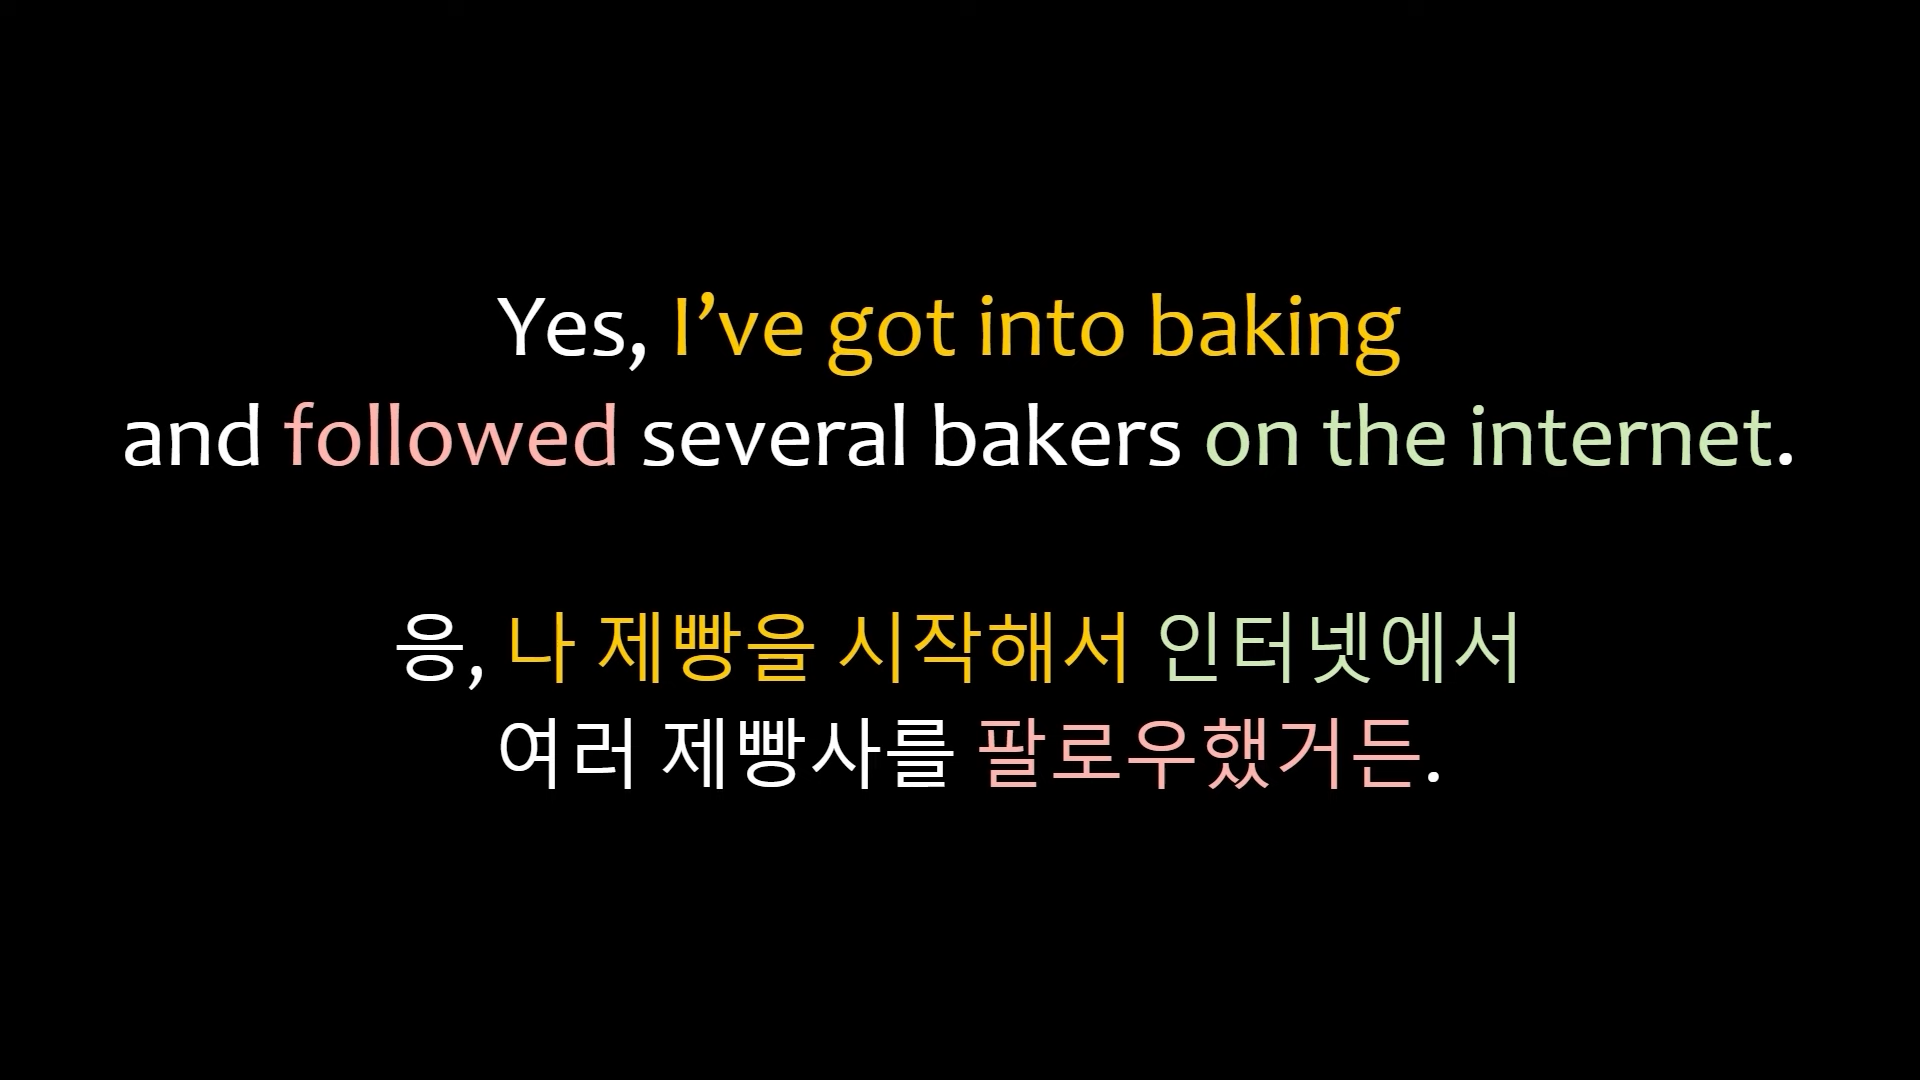 Yes, I’ve got into baking
and followed several bakers on the internet.
응, 나 제빵을 시작해서 인터넷에서
여러 제빵사를 팔로우했거든.